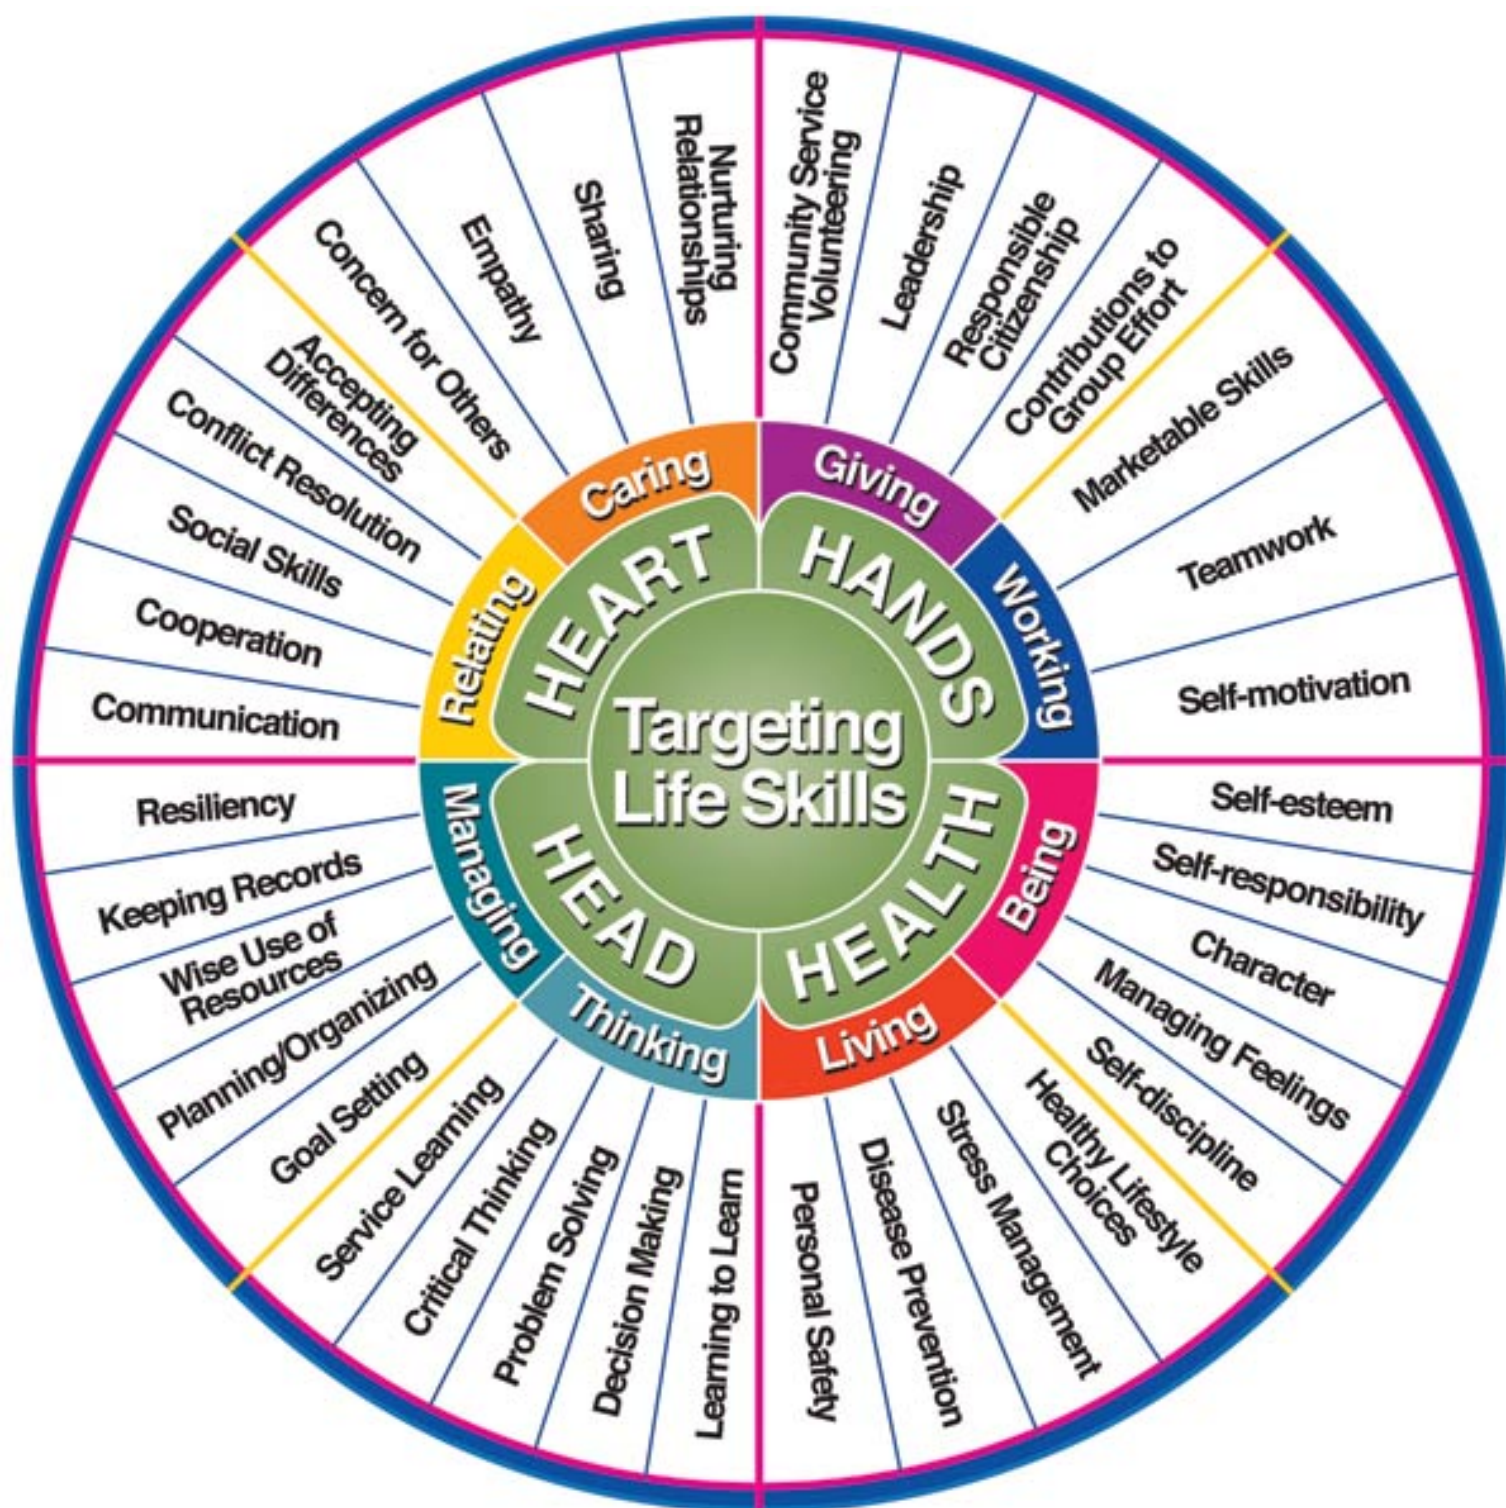 Targeting
Life Skills
HEART
HANDS
HEALTH
HEAD
Caring
Giving
Working
Being
Living
Thinking
Managing
Relating
Community Service
Volunteering
Leadership
Responsible
Citizenship
Contributions to
Group Effort
Marketable Skills
Teamwork
Self-motivation
Self-esteem
Self-responsibility
Character
Managing Feelings
Self-discipline
Healthy Lifestyle
Choices
Stress Management
Disease Prevention
Personal Safety
Learning to Learn
Decision Making
Problem Solving
Critical Thinking
Service Learning
Goal Setting
Planning/Organizing
Wise Use of
Resources
Keeping Records
Resiliency
Communication
Cooperation
Social Skills
Conflict Resolution
Accepting
Differences
Concern for Others
Empathy
Sharing
Nurturing
Relationships